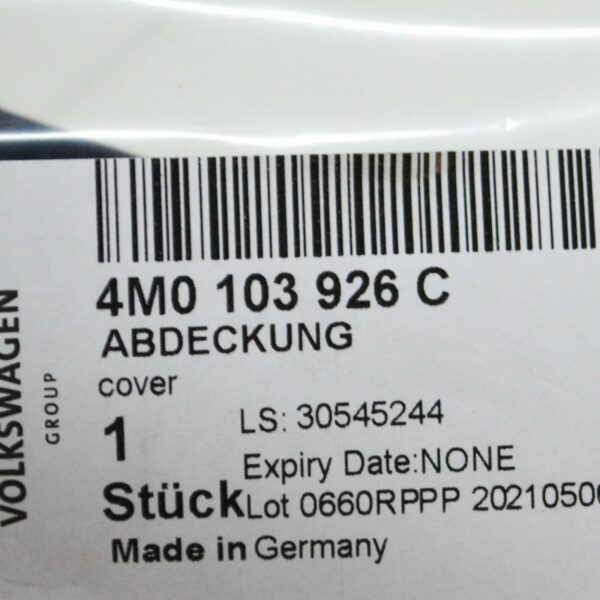 VOLKSWAGEN
GROUP
4M0 103 926 C
ABDECKUNG
cover
1
LS: 30545244
Expiry Date:NONE
Stück
Lot 0660RPPP 2021050
Made in Germany